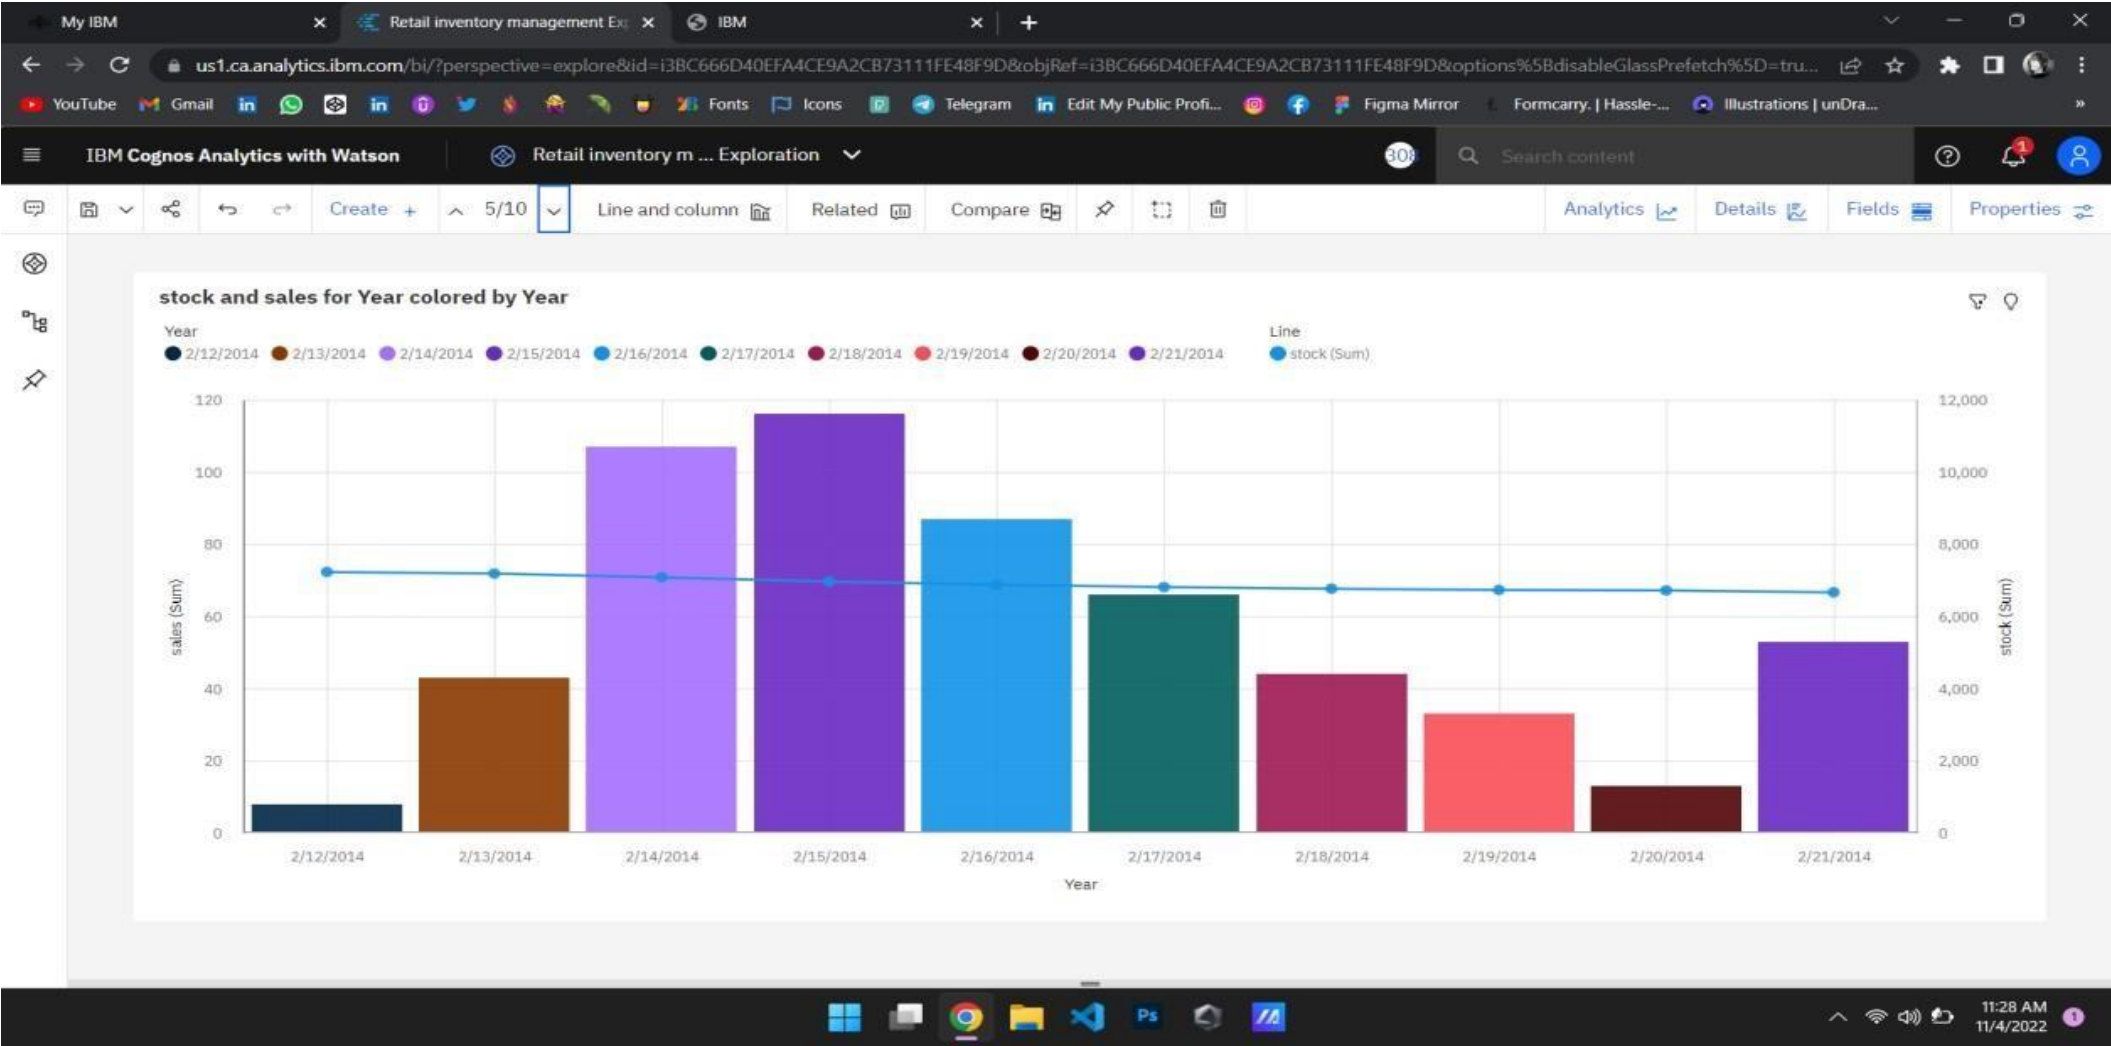 My IBM
Retail inventory management Ex
IBM
us1.ca.analytics.ibm.com/bi/?perspective=explore&id=i3BC666D40EFA4CE9A2CB73111FE48F9D&objRef=i3BC666D40EFA4CE9A2CB73111FE48F9D&options%5BdisableGlassPrefetch%5D=tru...
YouTube Gmail Fonts Icons Telegram Edit My Public Profi... Figma Mirror Formcarry. | Hassle-... Illustrations | unDra... »
IBM Cognos Analytics with Watson Retail inventory m ... Exploration Search content 1
Create + 5/10 Line and column Related Compare Analytics Details Fields Properties
stock and sales for Year colored by Year
Year Line
2/12/2014 2/13/2014 2/14/2014 2/15/2014 2/16/2014 2/17/2014 2/18/2014 2/19/2014 2/20/2014 2/21/2014 stock (Sum)
120 12,000
100 10,000
80 8,000
sales (Sum) stock (Sum)
60 6,000
40 4,000
20 2,000
0 0
2/12/2014 2/13/2014 2/14/2014 2/15/2014 2/16/2014 2/17/2014 2/18/2014 2/19/2014 2/20/2014 2/21/2014
Year
Ps
11:28 AM
11/4/2022
1